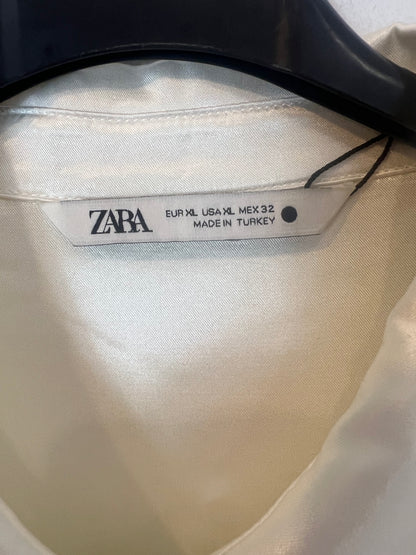 ZARA
EUR XL USA XL MEX 32
MADE IN TURKEY